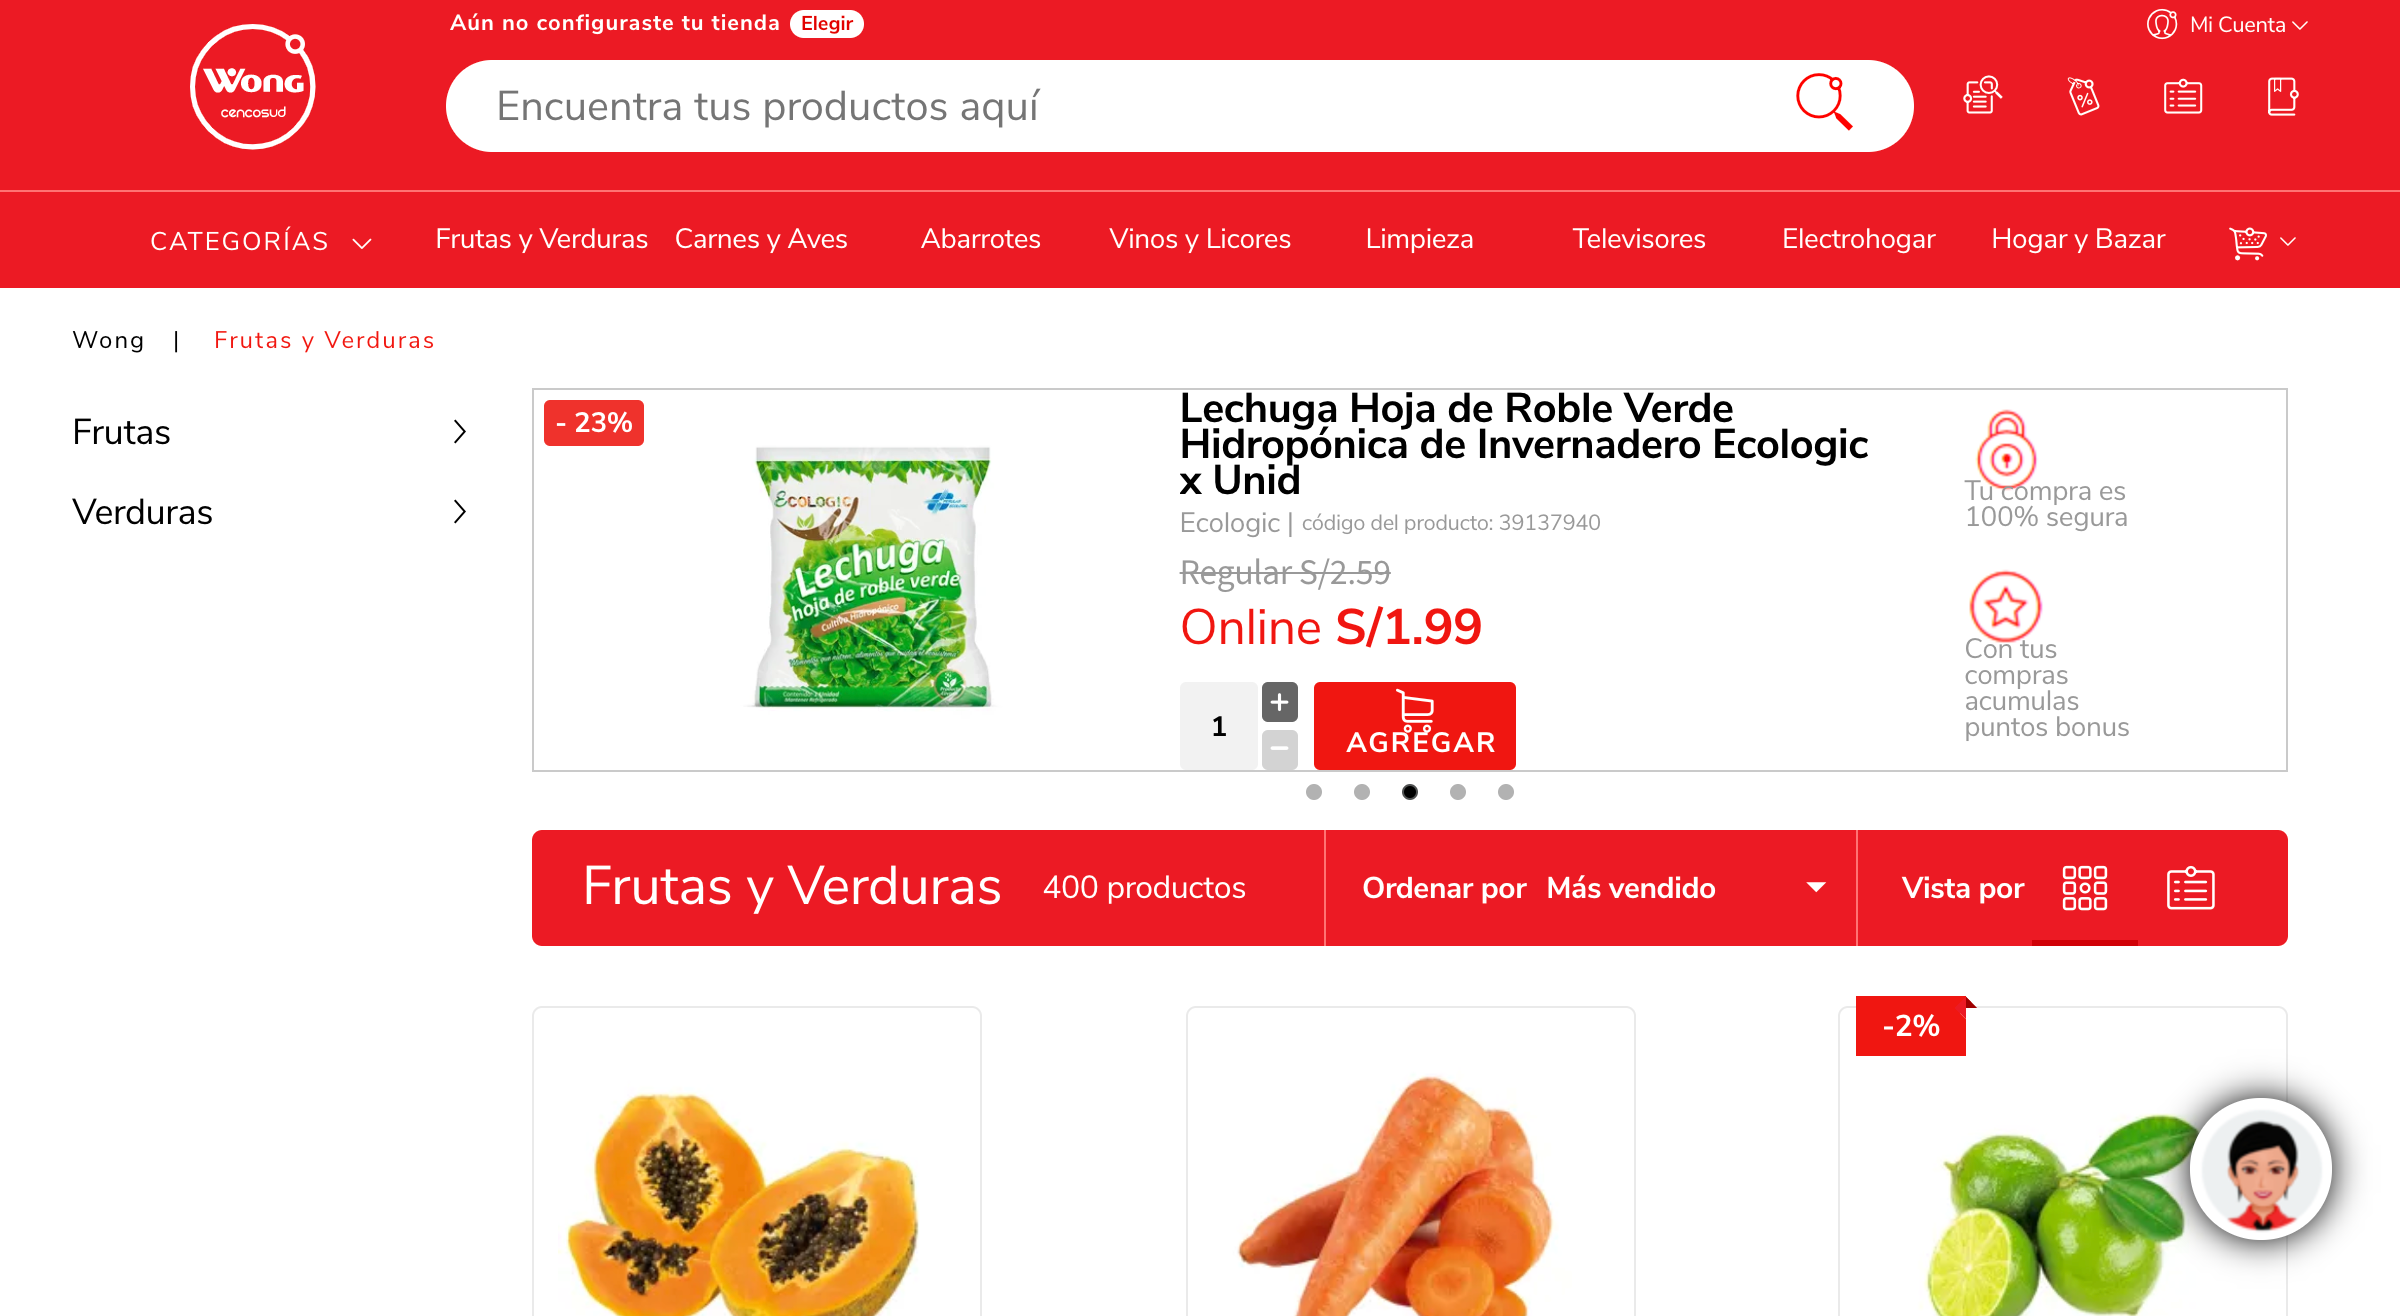 Aún no configuraste tu tienda Elegir
Mi Cuenta
Wong
cencosud
Encuentra tus productos aquí
CATEGORÍAS Frutas y Verduras Carnes y Aves Abarrotes Vinos y Licores Limpieza Televisores Electrohogar Hogar y Bazar
Wong | Frutas y Verduras
Frutas
Verduras
- 23%
ECOLOGIC
Lechuga
hoja de roble verde
Cultivo Hidropónico
Lechuga Hoja de Roble Verde
Hidropónica de Invernadero Ecologic
x Unid
Ecologic | código del producto: 39137940
Regular S/2.59
Online S/1.99
1
+
−
AGREGAR
Tu compra es
100% segura
Con tus
compras
acumulas
puntos bonus
Frutas y Verduras 400 productos
Ordenar por Más vendido
Vista por
-2%